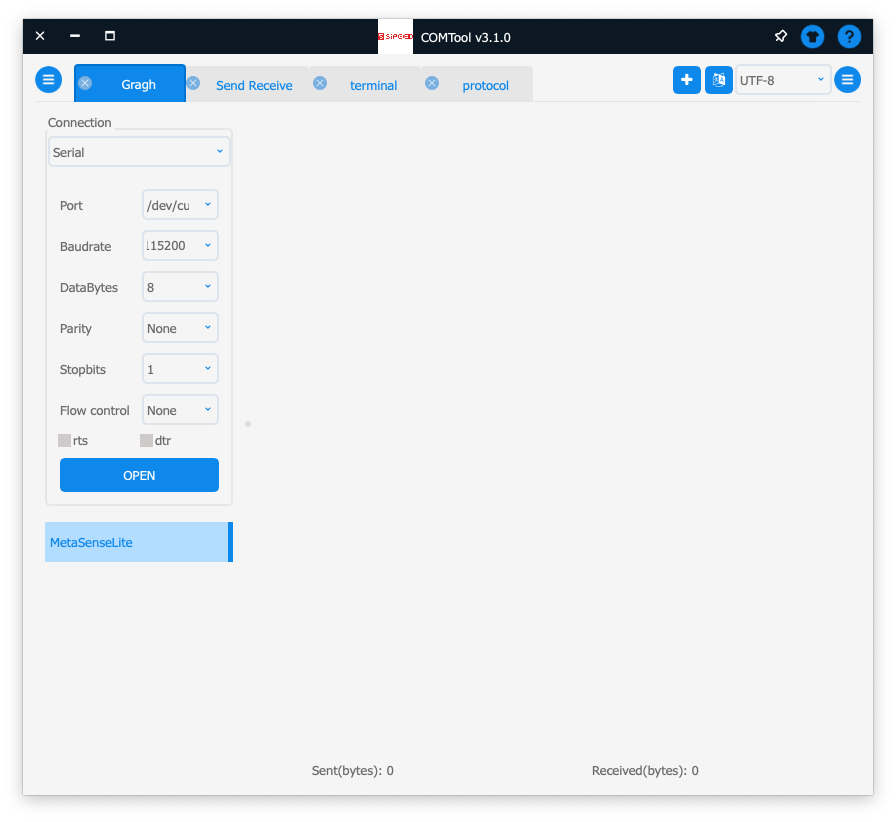 SiPEED COMTool v3.1.0
Gragh Send Receive terminal protocol UTF-8
Connection
Serial
Port /dev/cu
Baudrate 115200
DataBytes 8
Parity None
Stopbits 1
Flow control None
rts dtr
OPEN
MetaSenseLite
Sent(bytes): 0 Received(bytes): 0